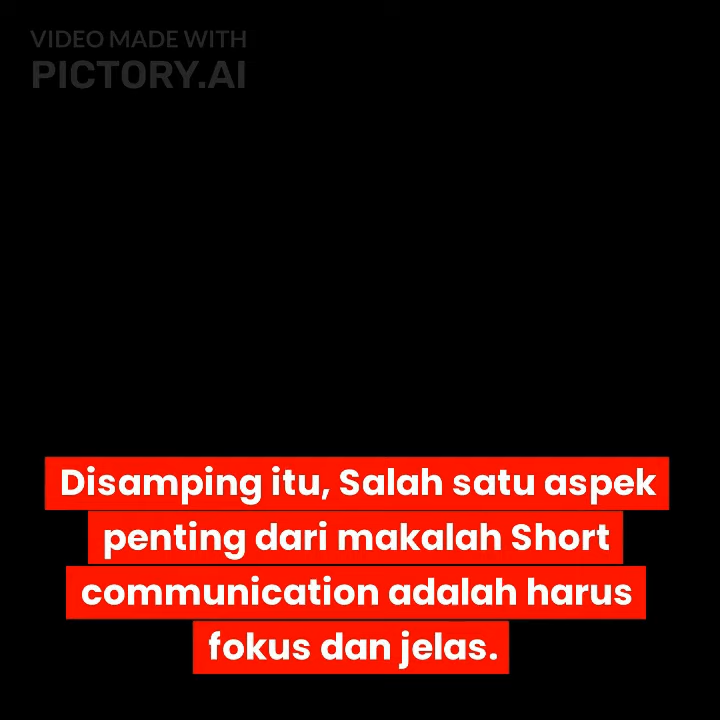 VIDEO MADE WITH
PICTORY.AI
Disamping itu, Salah satu aspek
penting dari makalah Short
communication adalah harus
fokus dan jelas.